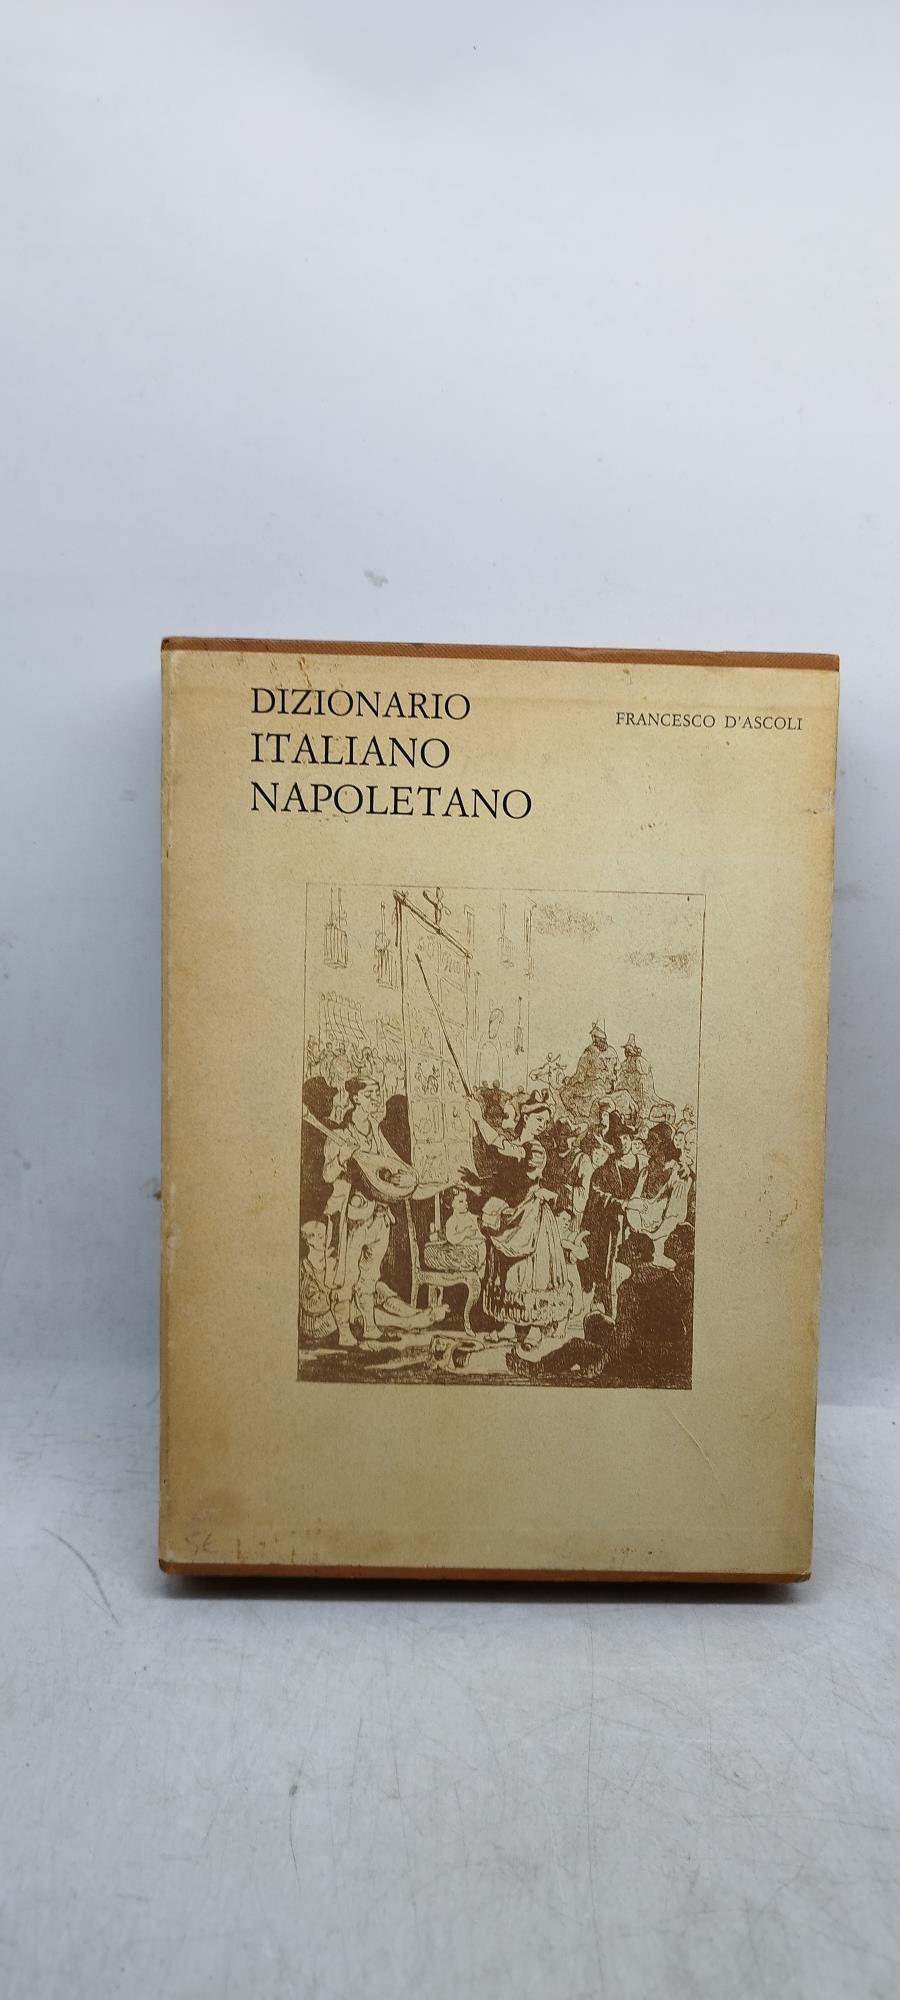 DIZIONARIO
ITALIANO
NAPOLETANO
FRANCESCO D'ASCOLI